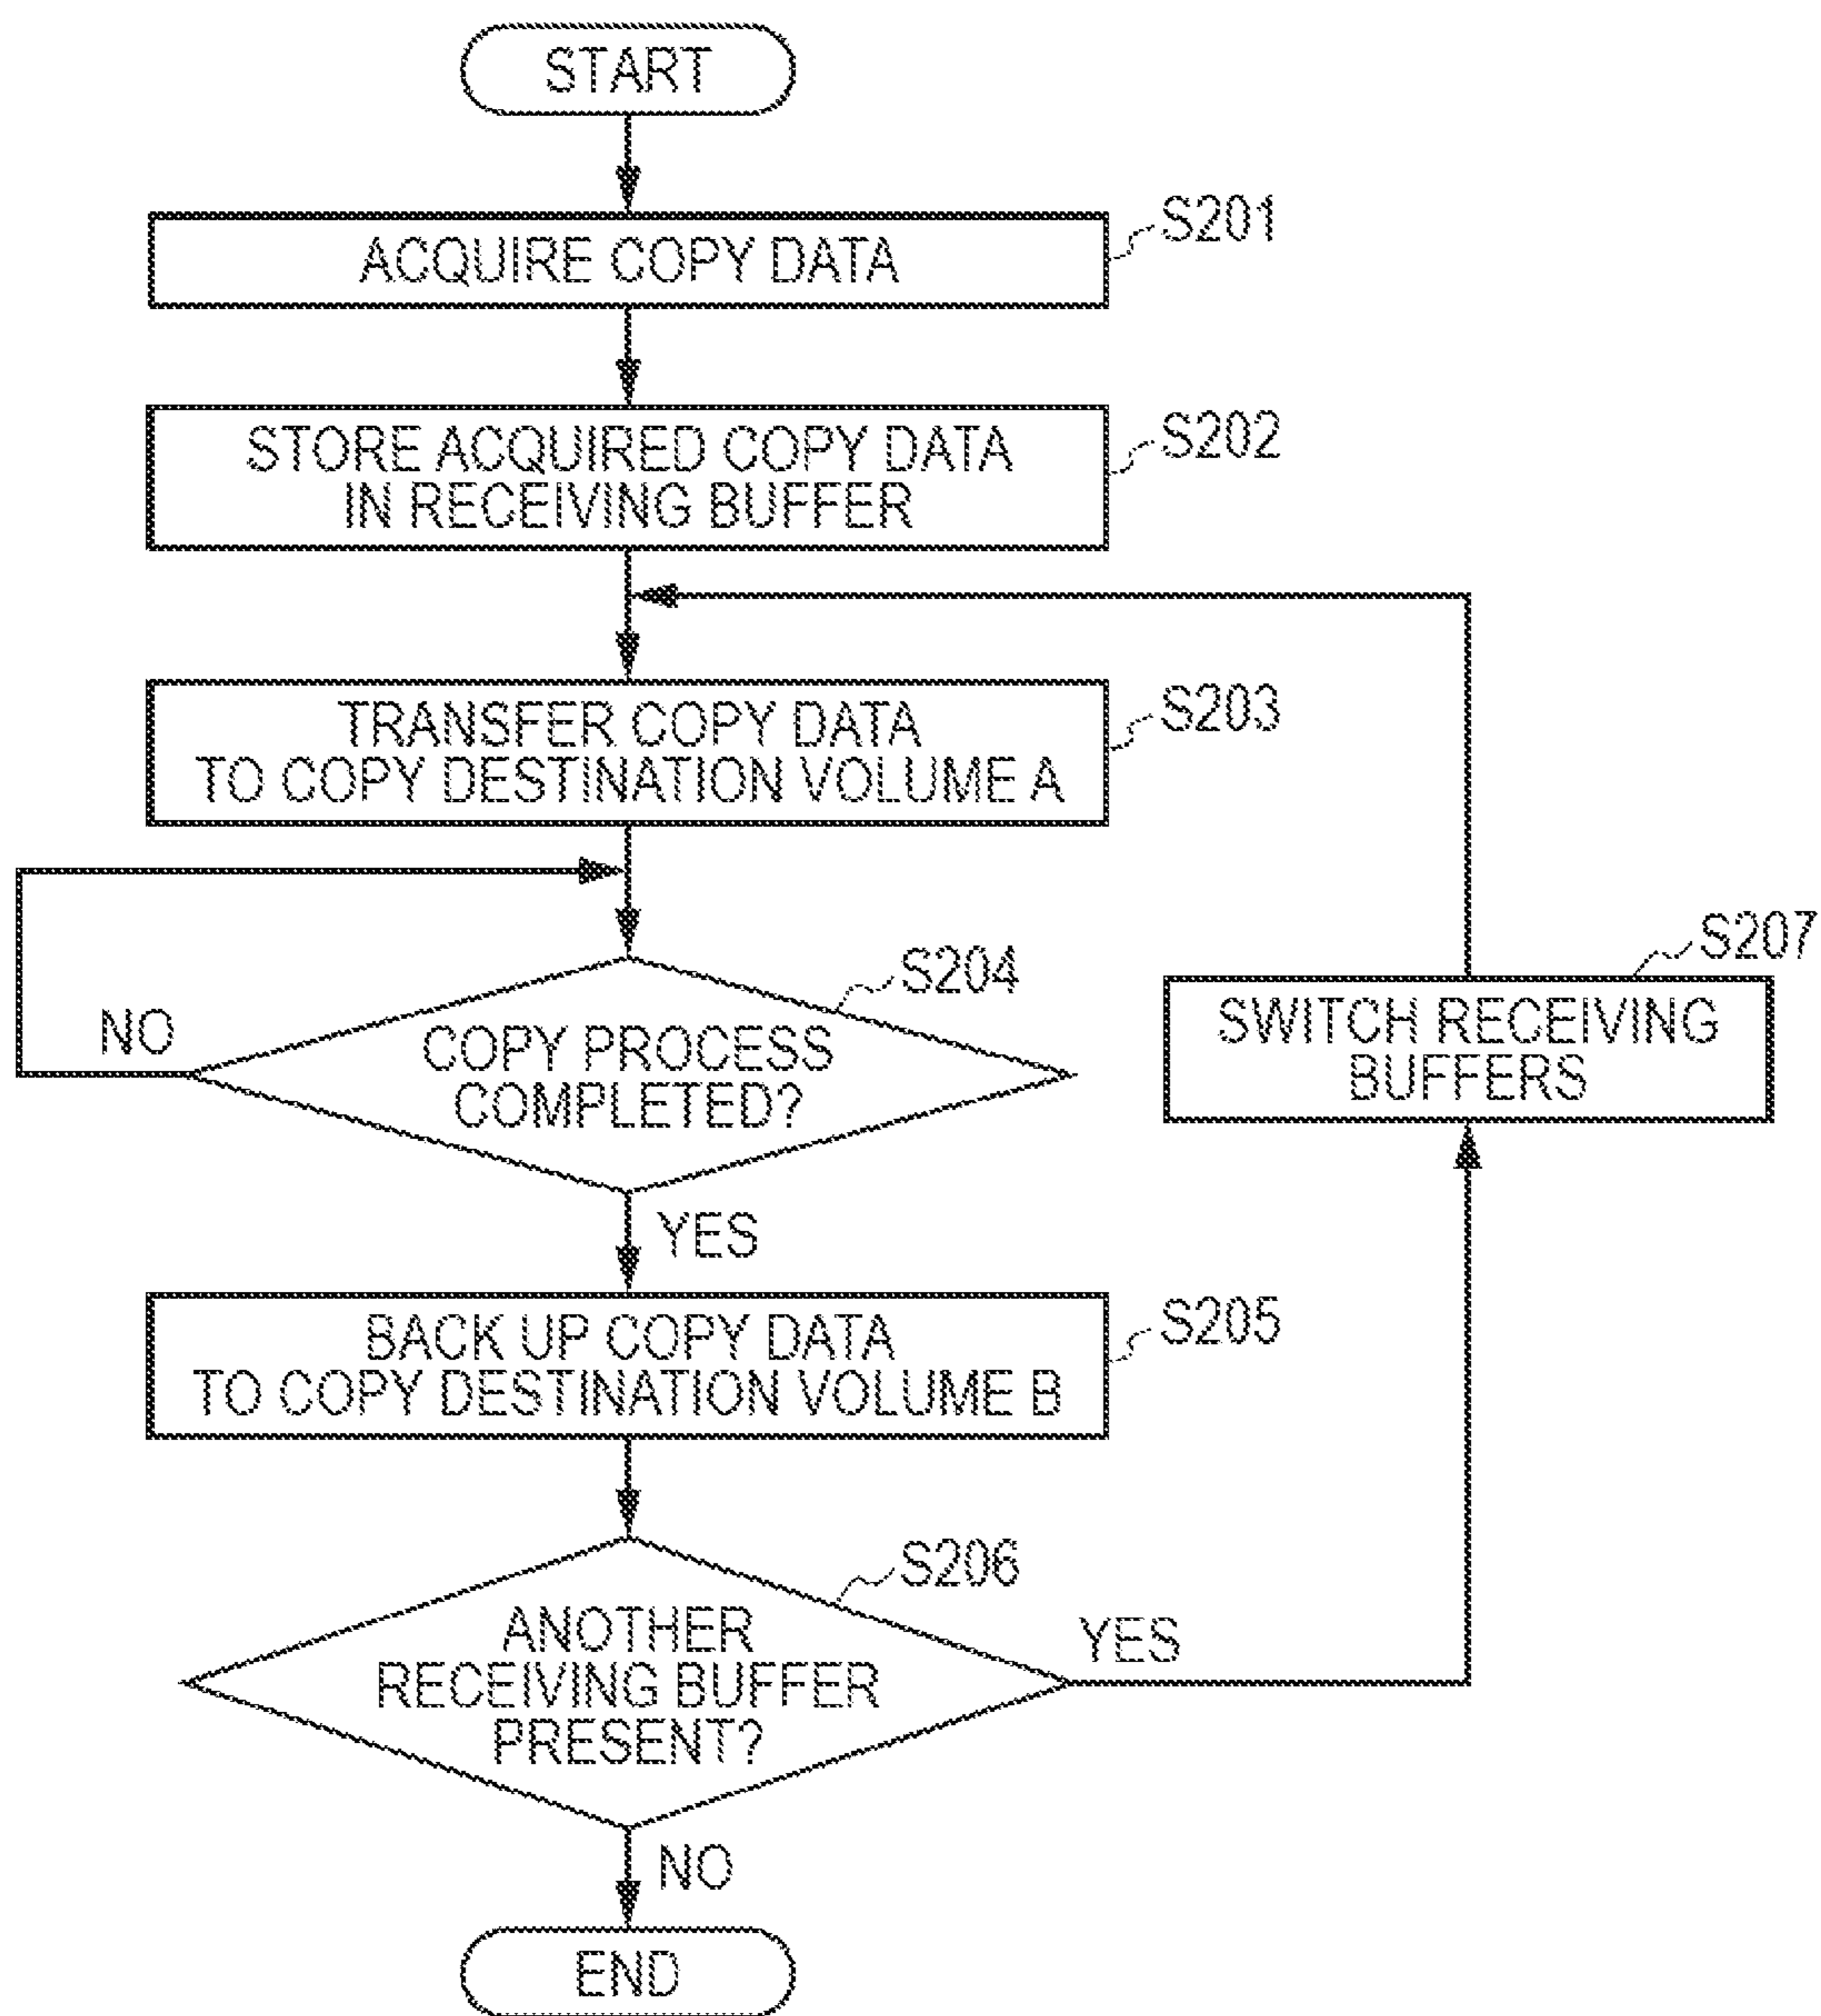 START
ACQUIRE COPY DATA
S201
STORE ACQUIRED COPY DATA
IN RECEIVING BUFFER
S202
TRANSFER COPY DATA
TO COPY DESTINATION VOLUME A
S203
COPY PROCESS
COMPLETED?
S204
NO
YES
BACK UP COPY DATA
TO COPY DESTINATION VOLUME B
S205
ANOTHER
RECEIVING BUFFER
PRESENT?
S206
YES
SWITCH RECEIVING
BUFFERS
S207
NO
END